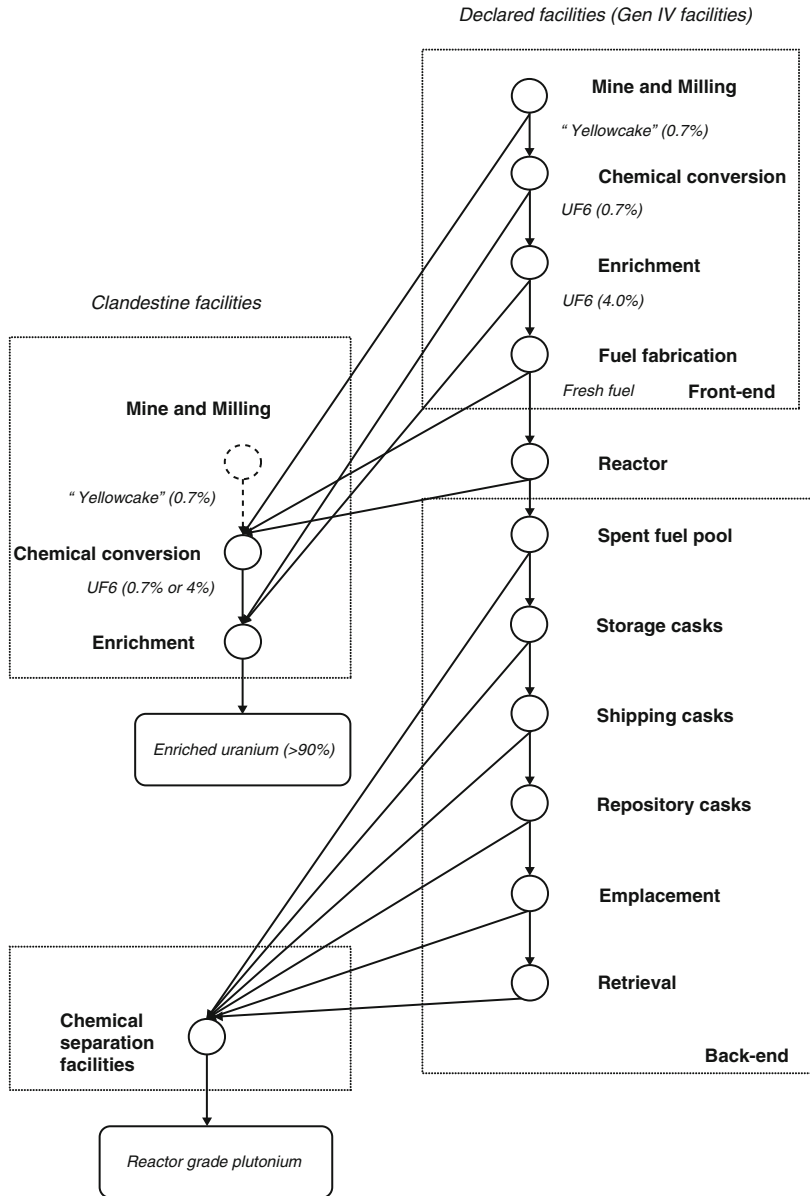 Declared facilities (Gen IV facilities)
Mine and Milling
“ Yellowcake” (0.7%)
Chemical conversion
UF6 (0.7%)
Enrichment
UF6 (4.0%)
Fuel fabrication
Fresh fuel
Front-end
Clandestine facilities
Mine and Milling
“ Yellowcake” (0.7%)
Chemical conversion
UF6 (0.7% or 4%)
Enrichment
Enriched uranium (>90%)
Reactor
Spent fuel pool
Storage casks
Shipping casks
Repository casks
Emplacement
Retrieval
Back-end
Chemical
separation
facilities
Reactor grade plutonium